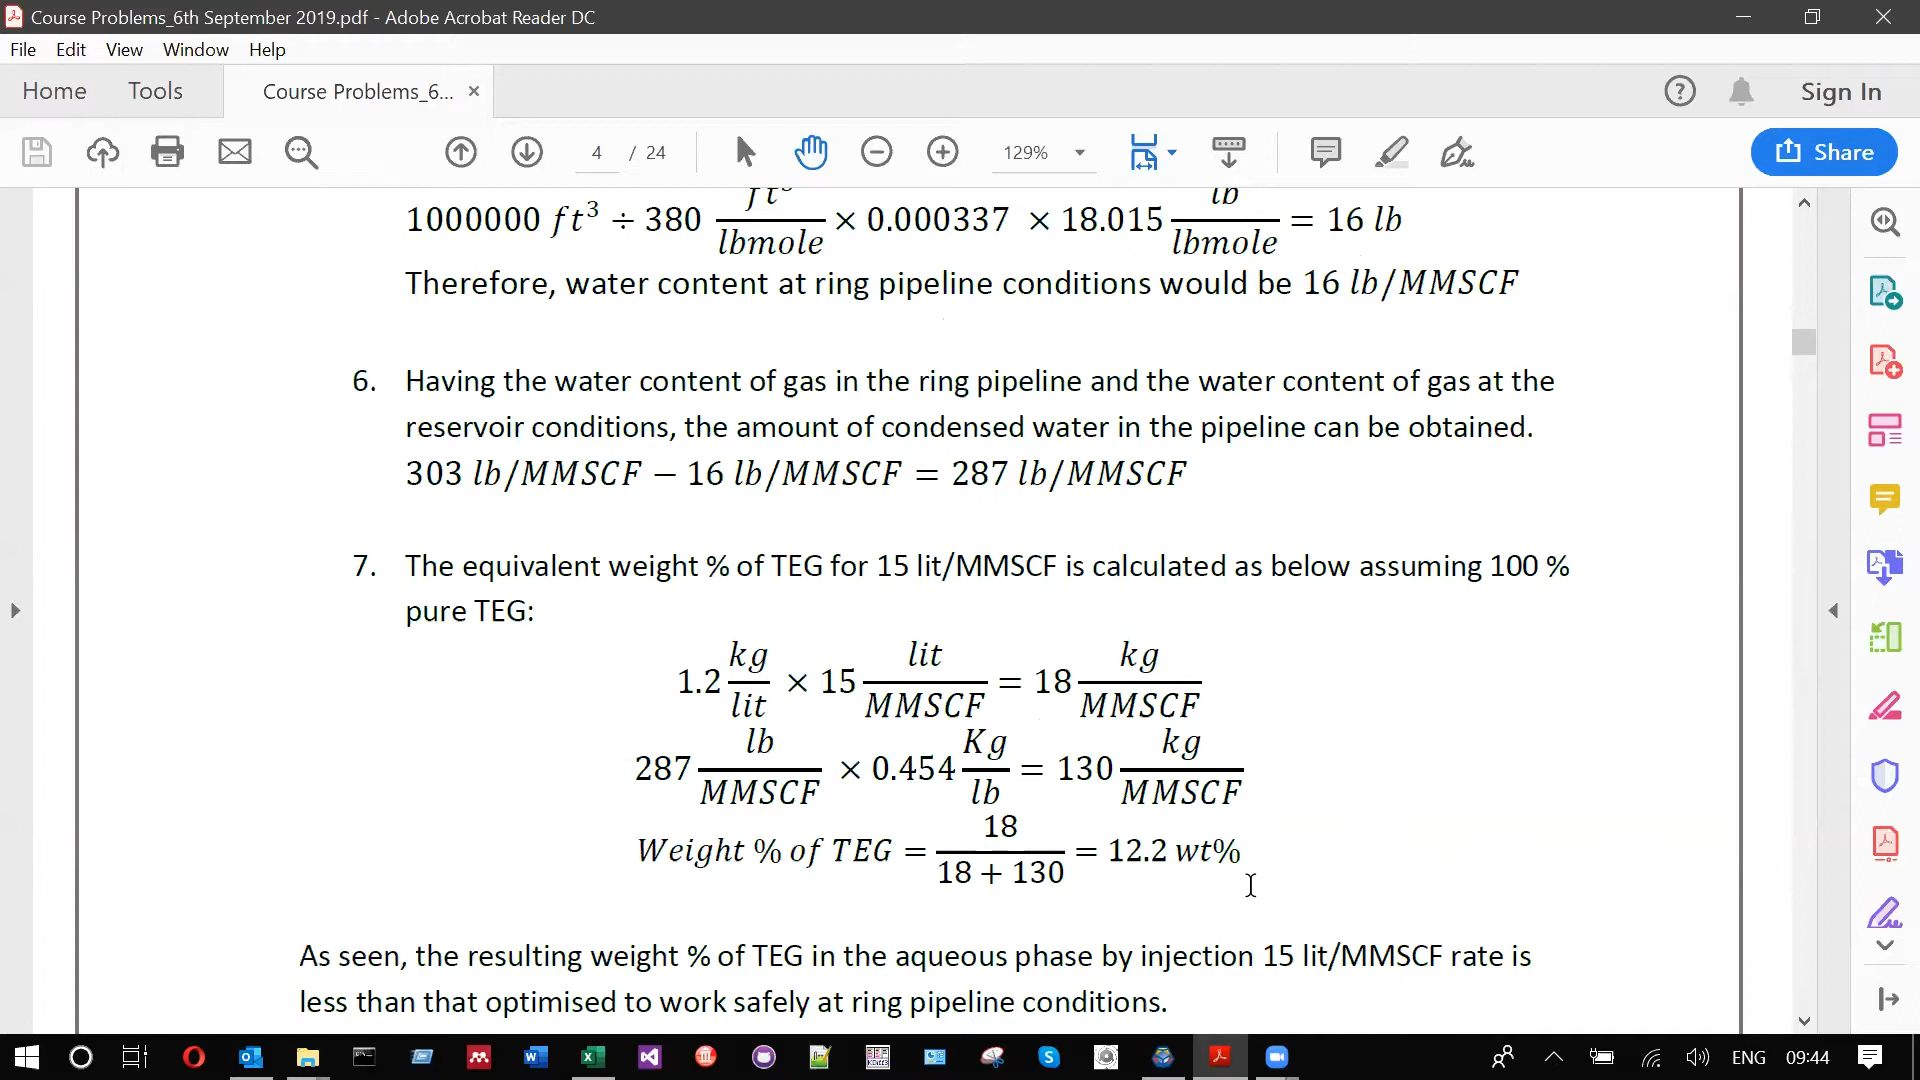 Course Problems_6th September 2019.pdf - Adobe Acrobat Reader DC
File Edit View Window Help
Home Tools Course Problems_6... × Sign In
4 / 24 129% Share
1000000 ft³ ÷ 380 ft³/lbmole × 0.000337 × 18.015 lb/lbmole = 16 lb
Therefore, water content at ring pipeline conditions would be 16 lb/MMSCF
6. Having the water content of gas in the ring pipeline and the water content of gas at the
reservoir conditions, the amount of condensed water in the pipeline can be obtained.
303 lb/MMSCF − 16 lb/MMSCF = 287 lb/MMSCF
7. The equivalent weight % of TEG for 15 lit/MMSCF is calculated as below assuming 100 %
pure TEG:
1.2 kg/lit × 15 lit/MMSCF = 18 kg/MMSCF
287 lb/MMSCF × 0.454 Kg/lb = 130 kg/MMSCF
Weight % of TEG = 18/(18 + 130) = 12.2 wt%
As seen, the resulting weight % of TEG in the aqueous phase by injection 15 lit/MMSCF rate is
less than that optimised to work safely at ring pipeline conditions.
ENG 09:44